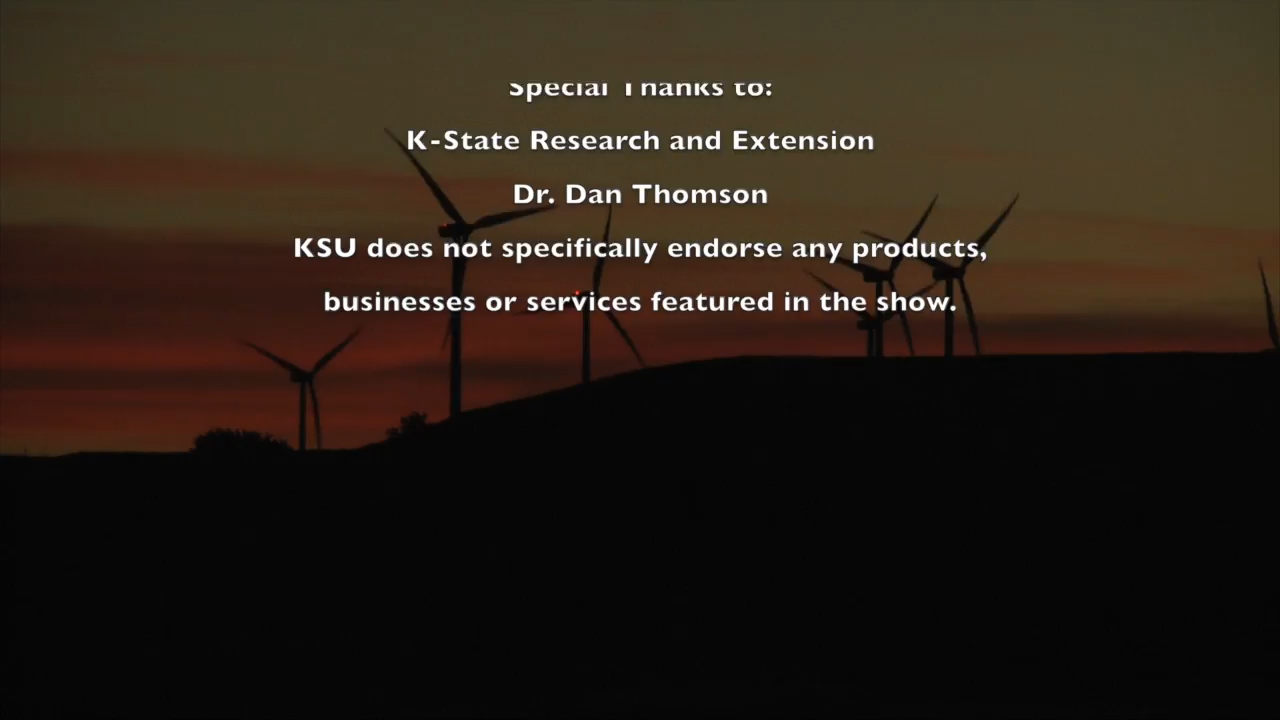 Special Thanks to:
K-State Research and Extension
Dr. Dan Thomson
KSU does not specifically endorse any products,
businesses or services featured in the show.